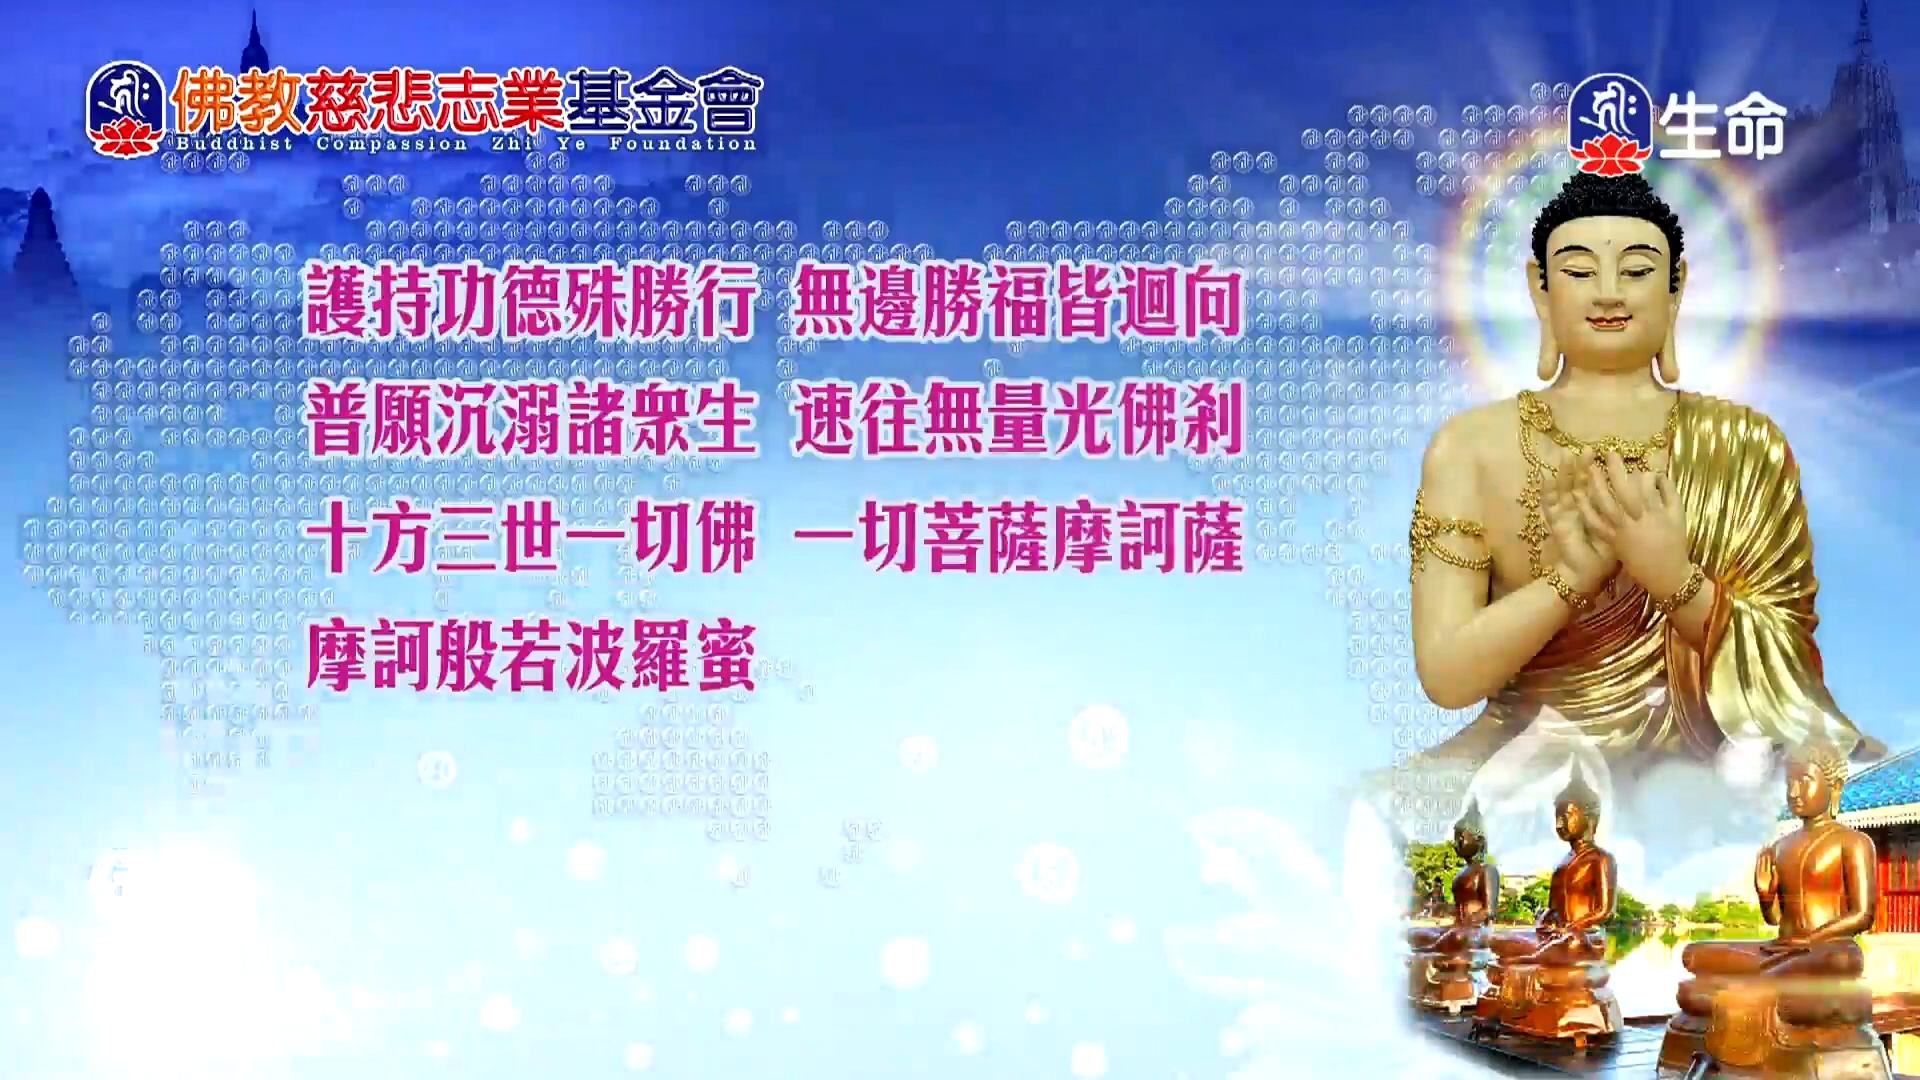 佛教慈悲志業基金會
Buddhist Compassion Zhi Ye Foundation
生命
護持功德殊勝行 無邊勝福皆迴向
普願沉溺諸眾生 速往無量光佛剎
十方三世一切佛 一切菩薩摩訶薩
摩訶般若波羅蜜